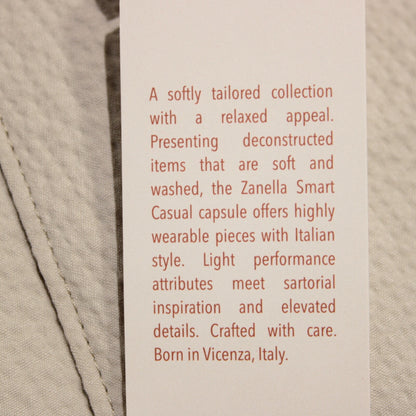 A softly tailored collection
with a relaxed appeal.
Presenting deconstructed
items that are soft and
washed, the Zanella Smart
Casual capsule offers highly
wearable pieces with Italian
style. Light performance
attributes meet sartorial
inspiration and elevated
details. Crafted with care.
Born in Vicenza, Italy.